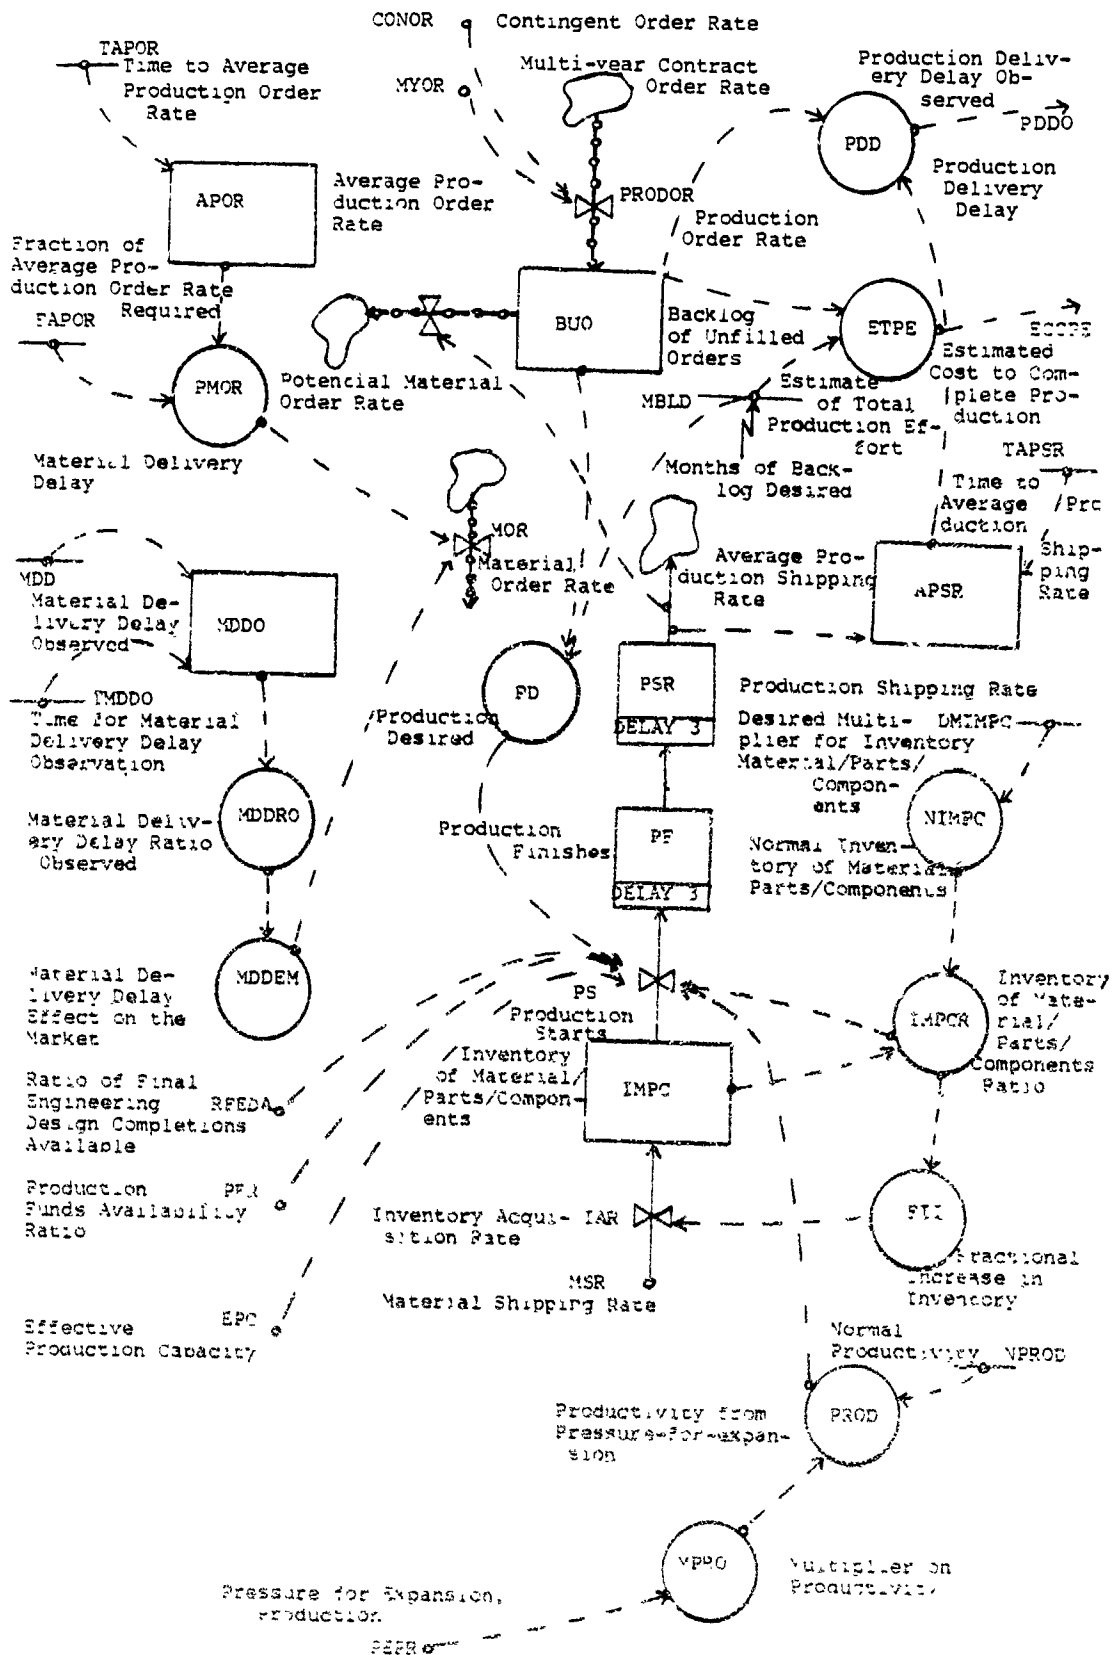 CONOR Contingent Order Rate
TAPOR
Time to Average
Production Order
Rate
MYOR
Multi-year Contract
Order Rate
Production Deliv-
ery Delay Ob-
served
PDDO
PDD
Production
Delivery
Delay
APOR
Average Pro-
duction Order
Rate
PRODOR
Production
Order Rate
Fraction of
Average Pro-
duction Order Rate
Required
FAPOR
BUO
Backlog
of Unfilled
Orders
ETPE
Estimated
Cost to Com-
plete Pro-
duction
PMOR
Potencial Material
Order Rate
MBLD
Estimate
of Total
Production Ef-
fort
Months of Back-
log Desired
TAPSR
Time to
Average /Pro
duction
Ship-
ping
Rate
Material Delivery
Delay
MOR
Material
Order Rate
Average Pro-
duction Shipping
Rate
APSR
MDD
Material De-
livery Delay
Observed
MDDO
TMDDO
Time for Material
Delivery Delay
Observation
PD
Production
Desired
PSR
DELAY 3
Production Shipping Rate
Desired Multi- DMIMPC
plier for Inventory
Material/Parts/
Compon-
ents
NIMPC
Normal Inven-
tory of Material
Parts/Components
MDDRO
Material Deliv-
ery Delay Ratio
Observed
Production
Finishes
PF
DELAY 3
MDDEM
Material De-
livery Delay
Effect on the
Market
PS
Production
Starts
IMPCR
Inventory
of Mate-
rial/
Parts/
Components
Ratio
Inventory
of Material/
Parts/Compon-
ents
IMPC
Ratio of Final
Engineering RFEDA
Design Completions
Available
Production PFR
Funds Availability
Ratio
Inventory Acqui- IAR
sition Rate
FII
Fractional
Increase in
Inventory
MSR
Material Shipping Rate
EPC
Effective
Production Capacity
Normal
Productivity NPROD
Productivity from
Pressure-for-expan-
sion
PROD
MPRO
Multiplier on
Productivity
Pressure for Expansion,
Production
PEPR